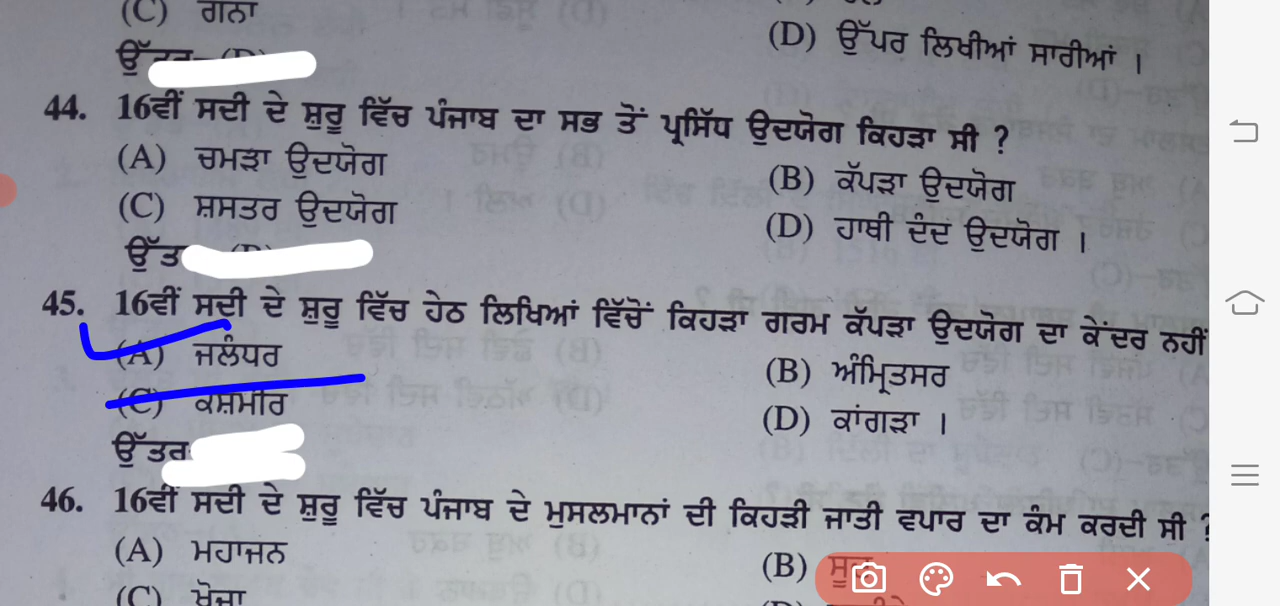 (C) ਗੰਨਾ
(D) ਉੱਪਰ ਲਿਖੀਆਂ ਸਾਰੀਆਂ ।
44. 16ਵੀਂ ਸਦੀ ਦੇ ਸ਼ੁਰੂ ਵਿੱਚ ਪੰਜਾਬ ਦਾ ਸਭ ਤੋਂ ਪ੍ਰਸਿੱਧ ਉਦਯੋਗ ਕਿਹੜਾ ਸੀ ?
(A) ਚਮੜਾ ਉਦਯੋਗ
(B) ਕੱਪੜਾ ਉਦਯੋਗ
(C) ਸ਼ਸਤਰ ਉਦਯੋਗ
(D) ਹਾਥੀ ਦੰਦ ਉਦਯੋਗ ।
45. 16ਵੀਂ ਸਦੀ ਦੇ ਸ਼ੁਰੂ ਵਿੱਚ ਹੇਠ ਲਿਖਿਆਂ ਵਿੱਚੋਂ ਕਿਹੜਾ ਗਰਮ ਕੱਪੜਾ ਉਦਯੋਗ ਦਾ ਕੇਂਦਰ ਨਹੀਂ
(A) ਜਲੰਧਰ
(B) ਅੰਮ੍ਰਿਤਸਰ
(C) ਕਸ਼ਮੀਰ
(D) ਕਾਂਗੜਾ ।
ਉੱਤਰ
46. 16ਵੀਂ ਸਦੀ ਦੇ ਸ਼ੁਰੂ ਵਿੱਚ ਪੰਜਾਬ ਦੇ ਮੁਸਲਮਾਨਾਂ ਦੀ ਕਿਹੜੀ ਜਾਤੀ ਵਪਾਰ ਦਾ ਕੰਮ ਕਰਦੀ ਸੀ ?
(A) ਮਹਾਜਨ
(B)
(C) ਖੋਜਾ